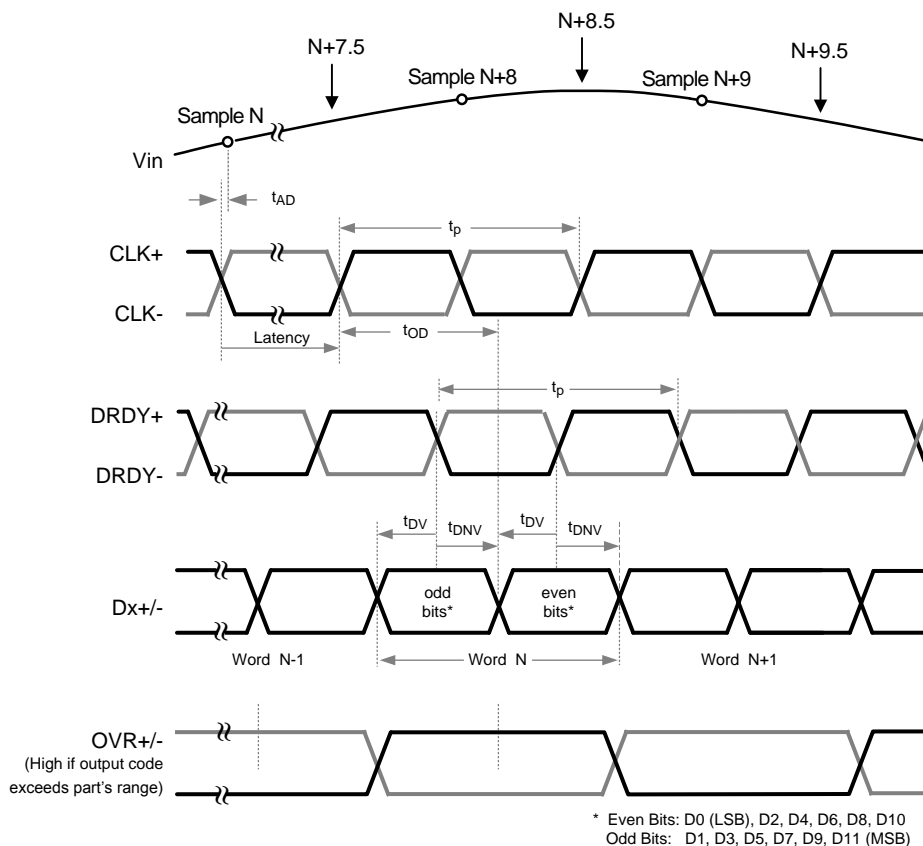 N+8.5
N+7.5
N+9.5
Sample N+8
Sample N+9
Sample N
Vin
tAD
tp
CLK+
CLK-
Latency
tOD
tp
DRDY+
DRDY-
tDV
tDNV
tDV
tDNV
odd
bits*
even
bits*
Dx+/-
Word N-1
Word N
Word N+1
OVR+/-
(High if output code
exceeds part's range)
* Even Bits: D0 (LSB), D2, D4, D6, D8, D10
Odd Bits: D1, D3, D5, D7, D9, D11 (MSB)